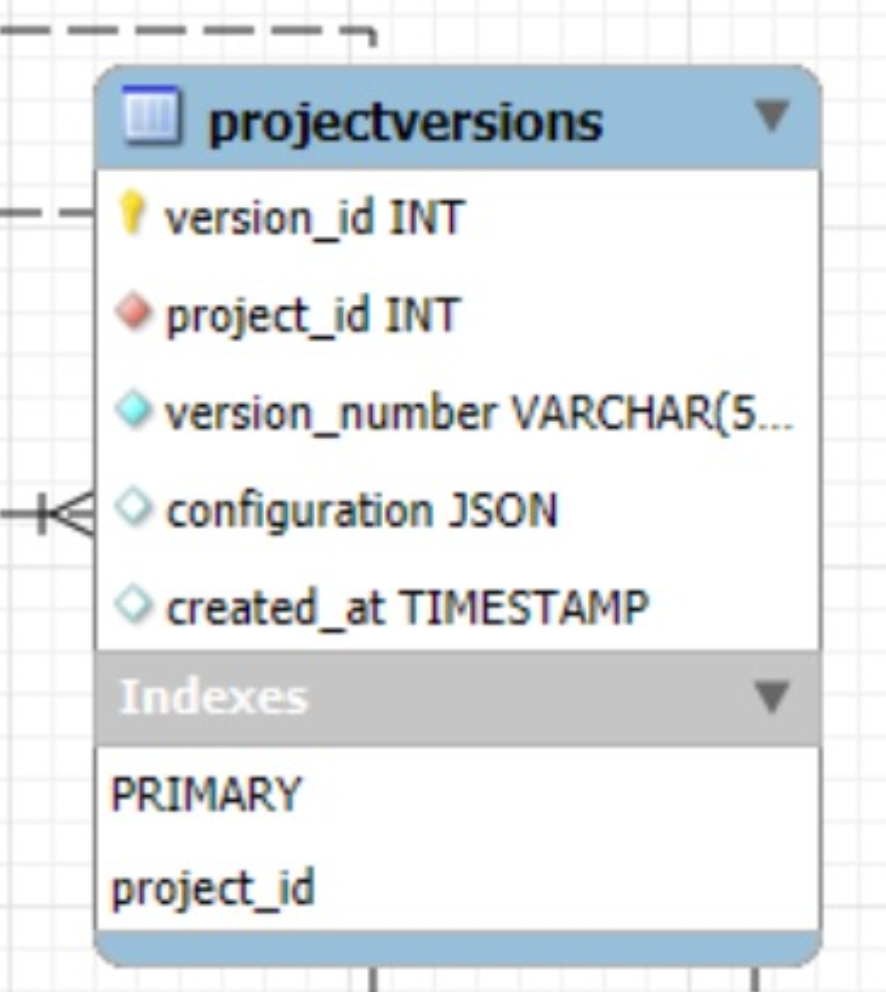 projectversions
version_id INT
project_id INT
version_number VARCHAR(5...
configuration JSON
created_at TIMESTAMP
Indexes
PRIMARY
project_id